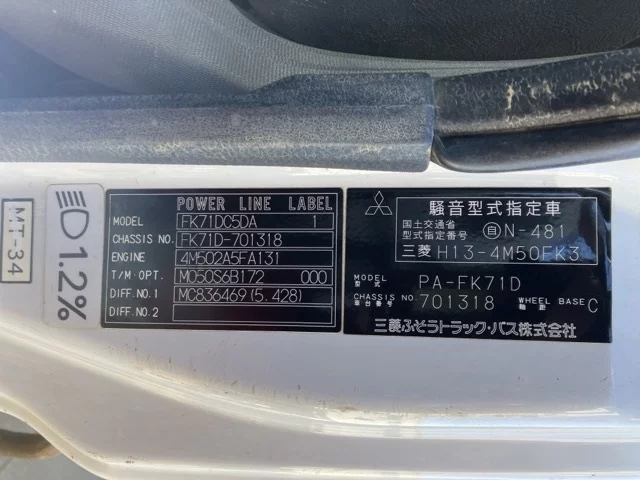 MT-34
1.2%
POWER LINE LABEL
MODEL FK71DC5DA 1
CHASSIS NO. FK71D-701318
ENGINE 4M502A5FA131
T/M・OPT. M050S6B172 000
DIFF.NO.1 MC836469(5.428)
DIFF.NO.2
騒音型式指定車
国土交通省
型式指定番号 自N-481
三菱 H13-4M50FK3
MODEL
型式 PA-FK71D
CHASSIS NO.
車台番号 701318 WHEEL BASE
軸距 C
三菱ふそうトラック・バス株式会社